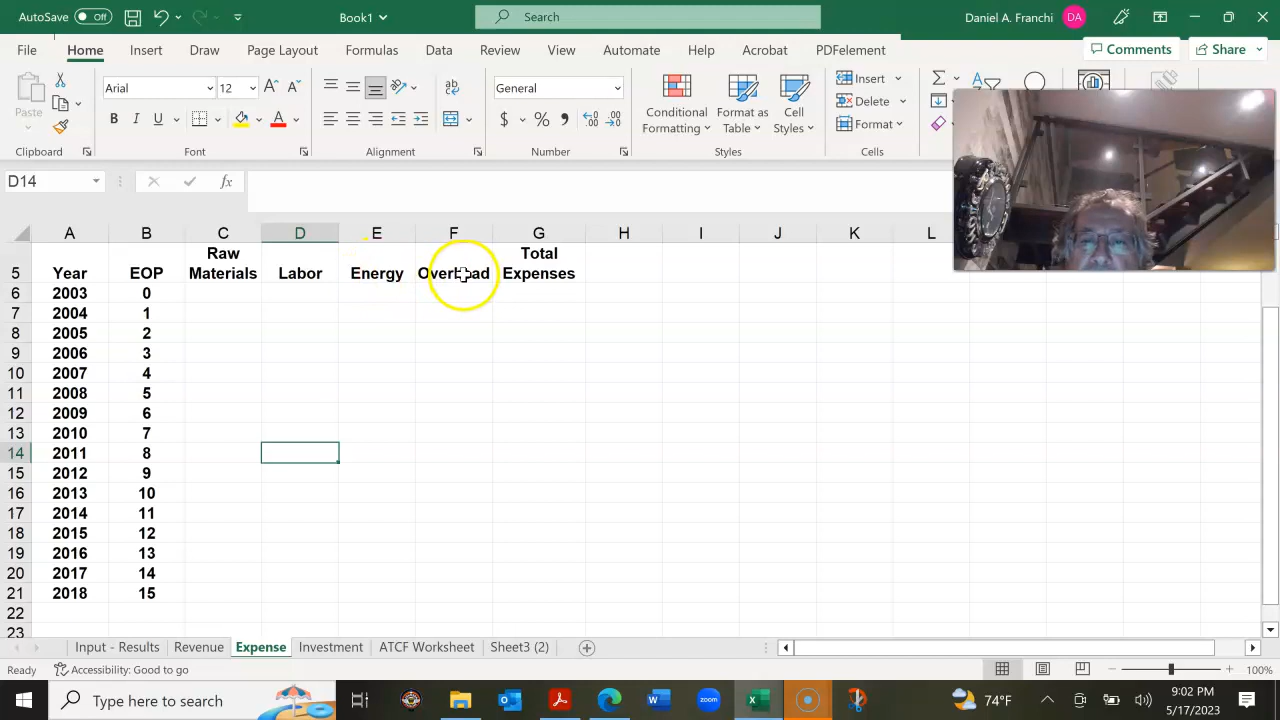 AutoSave Off Book1 Search Daniel A. Franchi DA
File Home Insert Draw Page Layout Formulas Data Review View Automate Help Acrobat PDFelement Comments Share
Arial 12 General Insert
Paste B I U $ % Conditional Formatting Format as Table Cell Styles Delete
Format
Clipboard Font Alignment Number Styles Cells
D14 fx
A B C D E F G H I J K L
Raw Total
5 Year EOP Materials Labor Energy Overhead Expenses
6 2003 0
7 2004 1
8 2005 2
9 2006 3
10 2007 4
11 2008 5
12 2009 6
13 2010 7
14 2011 8
15 2012 9
16 2013 10
17 2014 11
18 2015 12
19 2016 13
20 2017 14
21 2018 15
22
23
Input - Results Revenue Expense Investment ATCF Worksheet Sheet3 (2)
Ready Accessibility: Good to go 100%
Type here to search 74°F 9:02 PM
5/17/2023